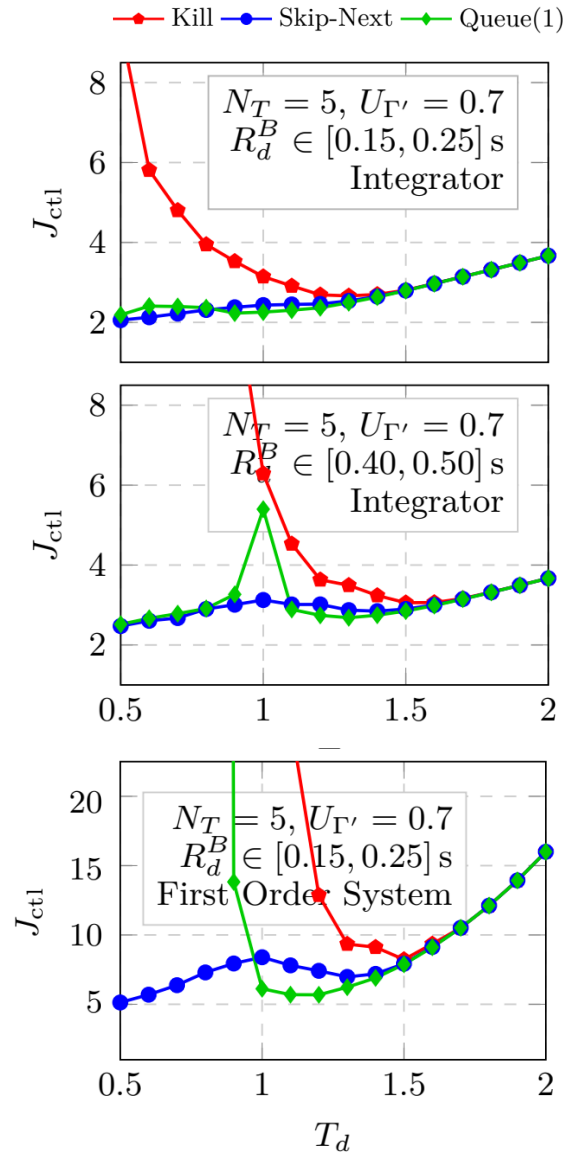 Kill Skip-Next Queue(1)
8
6
4
2
J_ctl
N_T = 5, U_Γ′ = 0.7
R_d^B ∈ [0.15, 0.25] s
Integrator
8
6
4
2
J_ctl
N_T = 5, U_Γ′ = 0.7
R_d^B ∈ [0.40, 0.50] s
Integrator
0.5 1 1.5 2
20
15
10
5
J_ctl
N_T = 5, U_Γ′ = 0.7
R_d^B ∈ [0.15, 0.25] s
First Order System
0.5 1 1.5 2
T_d